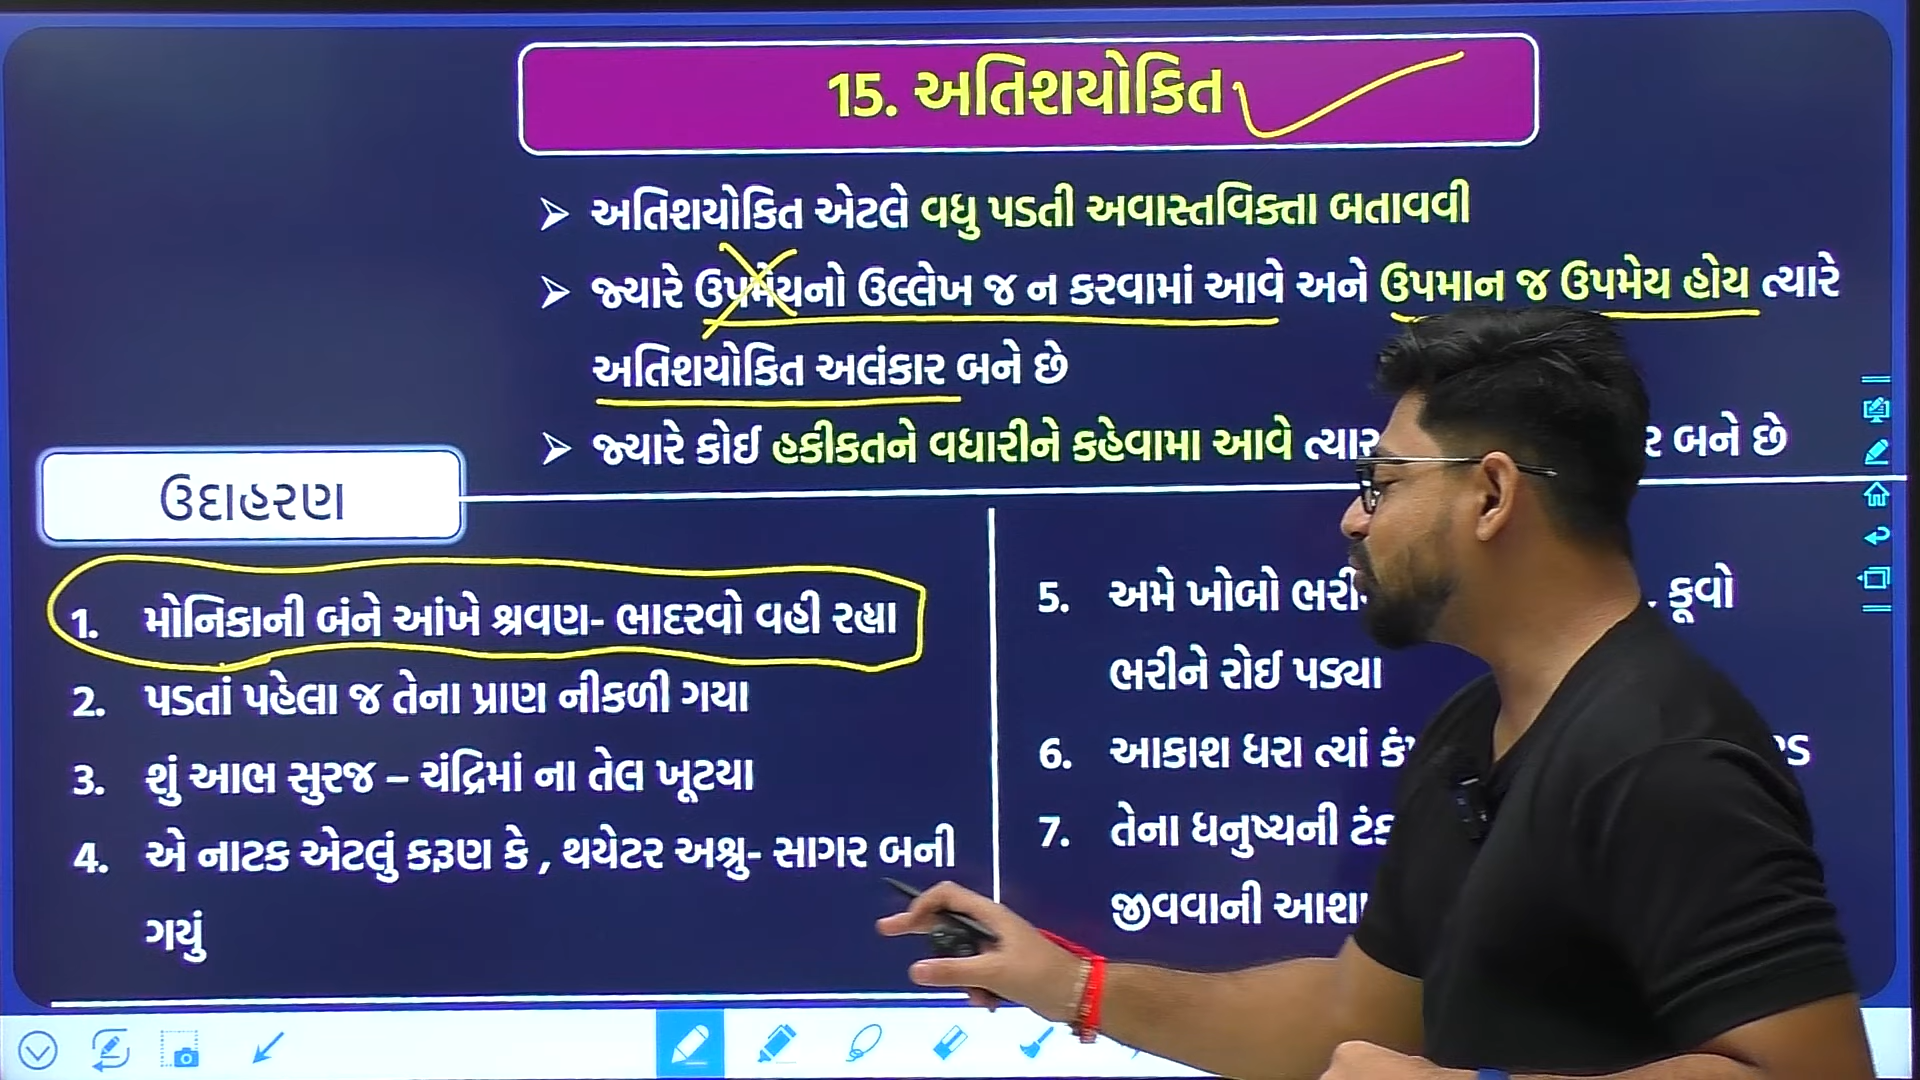 15. અતિશયોકિત
➢ અતિશયોકિત એટલે વધુ પડતી અવાસ્તવિક્તા બતાવવી
➢ જ્યારે ઉપમેયનો ઉલ્લેખ જ ન કરવામાં આવે અને ઉપમાન જ ઉપમેય હોય ત્યારે
અતિશયોકિત અલંકાર બને છે
➢ જ્યારે કોઈ હકીકતને વધારીને કહેવામા આવે બને છે
ઉદાહરણ
1. મોનિકાની બંને આંખે શ્રવણ- ભાદરવો વહી રહ્યા
2. પડતાં પહેલા જ તેના પ્રાણ નીકળી ગયા
3. શું આભ સુરજ – ચંદ્રિમાં ના તેલ ખૂટયા
4. એ નાટક એટલું કરૂણ કે , થયેટર અશ્રુ- સાગર બની
ગયું
5. અમે ખોબો કૂવો
ભરીને રોઈ પડ્યા
6. આકાશ ધરા ત્યાં
7. તેના ધનુષ્યની
જીવવાની આશા